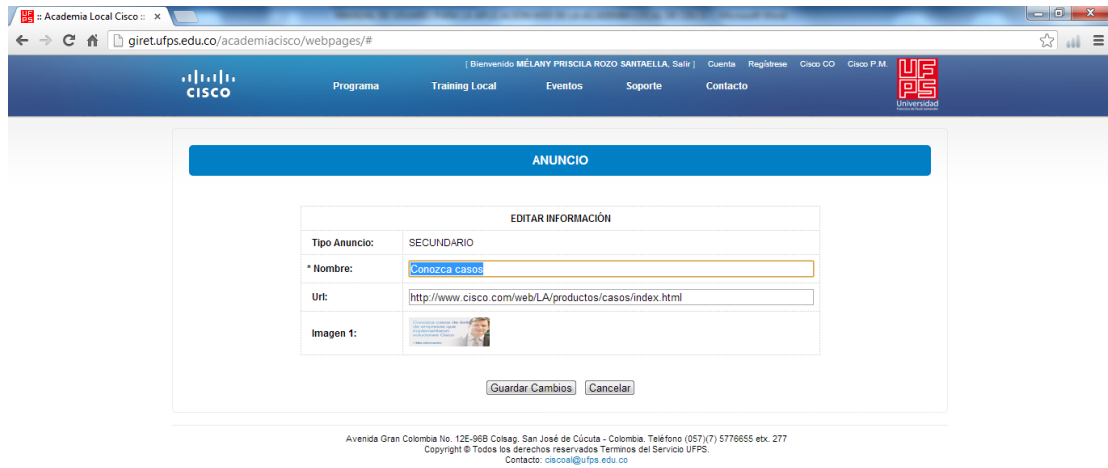 :: Academia Local Cisco ::
giret.ufps.edu.co/academiacisco/webpages/#
[ Bienvenido MÉLANY PRISCILA ROZO SANTAELLA, Salir ] Cuenta Regístrese Cisco CO Cisco P.M.
CISCO
Programa Training Local Eventos Soporte Contacto
UFPS
Universidad
ANUNCIO
EDITAR INFORMACIÓN
Tipo Anuncio: SECUNDARIO
* Nombre: Conozca casos
Url: http://www.cisco.com/web/LA/productos/casos/index.html
Imagen 1:
Guardar Cambios Cancelar
Avenida Gran Colombia No. 12E-96B Colsag. San José de Cúcuta - Colombia. Teléfono (057)(7) 5776655 etx. 277
Copyright © Todos los derechos reservados Terminos del Servicio UFPS.
Contacto: ciscoal@ufps.edu.co